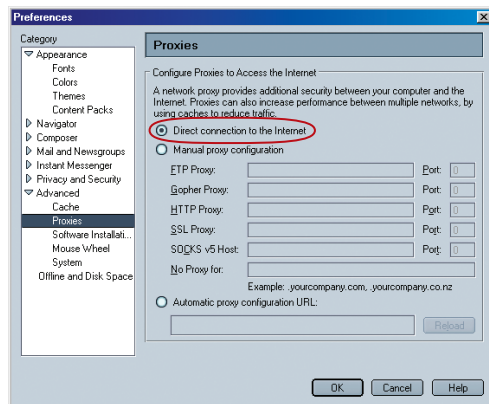 Preferences
Category
Appearance
Fonts
Colors
Themes
Content Packs
Navigator
Composer
Mail and Newsgroups
Instant Messenger
Privacy and Security
Advanced
Cache
Proxies
Software Installati...
Mouse Wheel
System
Offline and Disk Space
Proxies
Configure Proxies to Access the Internet
A network proxy provides additional security between your computer and the
Internet. Proxies can also increase performance between multiple networks, by
using caches to reduce traffic.
Direct connection to the Internet
Manual proxy configuration
FTP Proxy: Port: 0
Gopher Proxy: Port: 0
HTTP Proxy: Port: 0
SSL Proxy: Port: 0
SOCKS v5 Host: Port: 0
No Proxy for:
Example: .yourcompany.com, .yourcompany.co.nz
Automatic proxy configuration URL:
Reload
OK Cancel Help